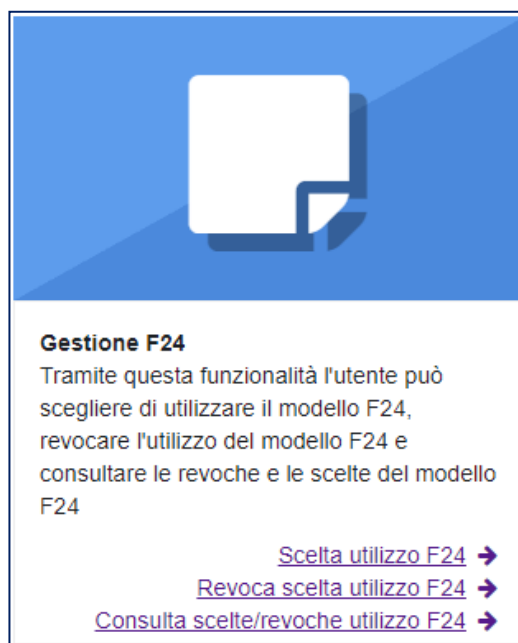 Gestione F24
Tramite questa funzionalità l'utente può
scegliere di utilizzare il modello F24,
revocare l'utilizzo del modello F24 e
consultare le revoche e le scelte del modello
F24
Scelta utilizzo F24 →
Revoca scelta utilizzo F24 →
Consulta scelte/revoche utilizzo F24 →